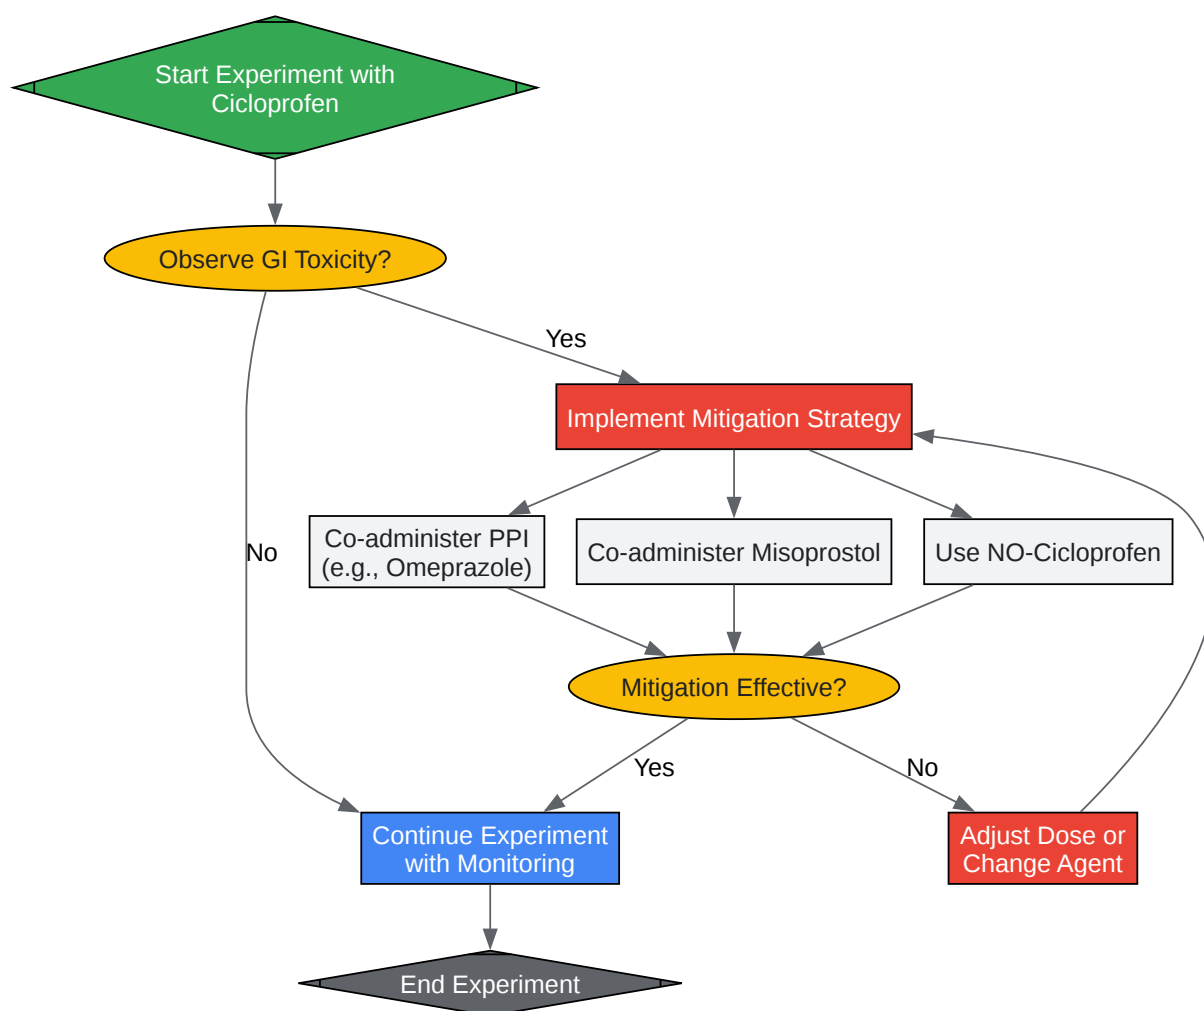 Start Experiment with
Cicloprofen
Observe GI Toxicity?
Yes
Implement Mitigation Strategy
No
Co-administer PPI
(e.g., Omeprazole)
Co-administer Misoprostol
Use NO-Cicloprofen
Mitigation Effective?
Yes
No
Continue Experiment
with Monitoring
Adjust Dose or
Change Agent
End Experiment